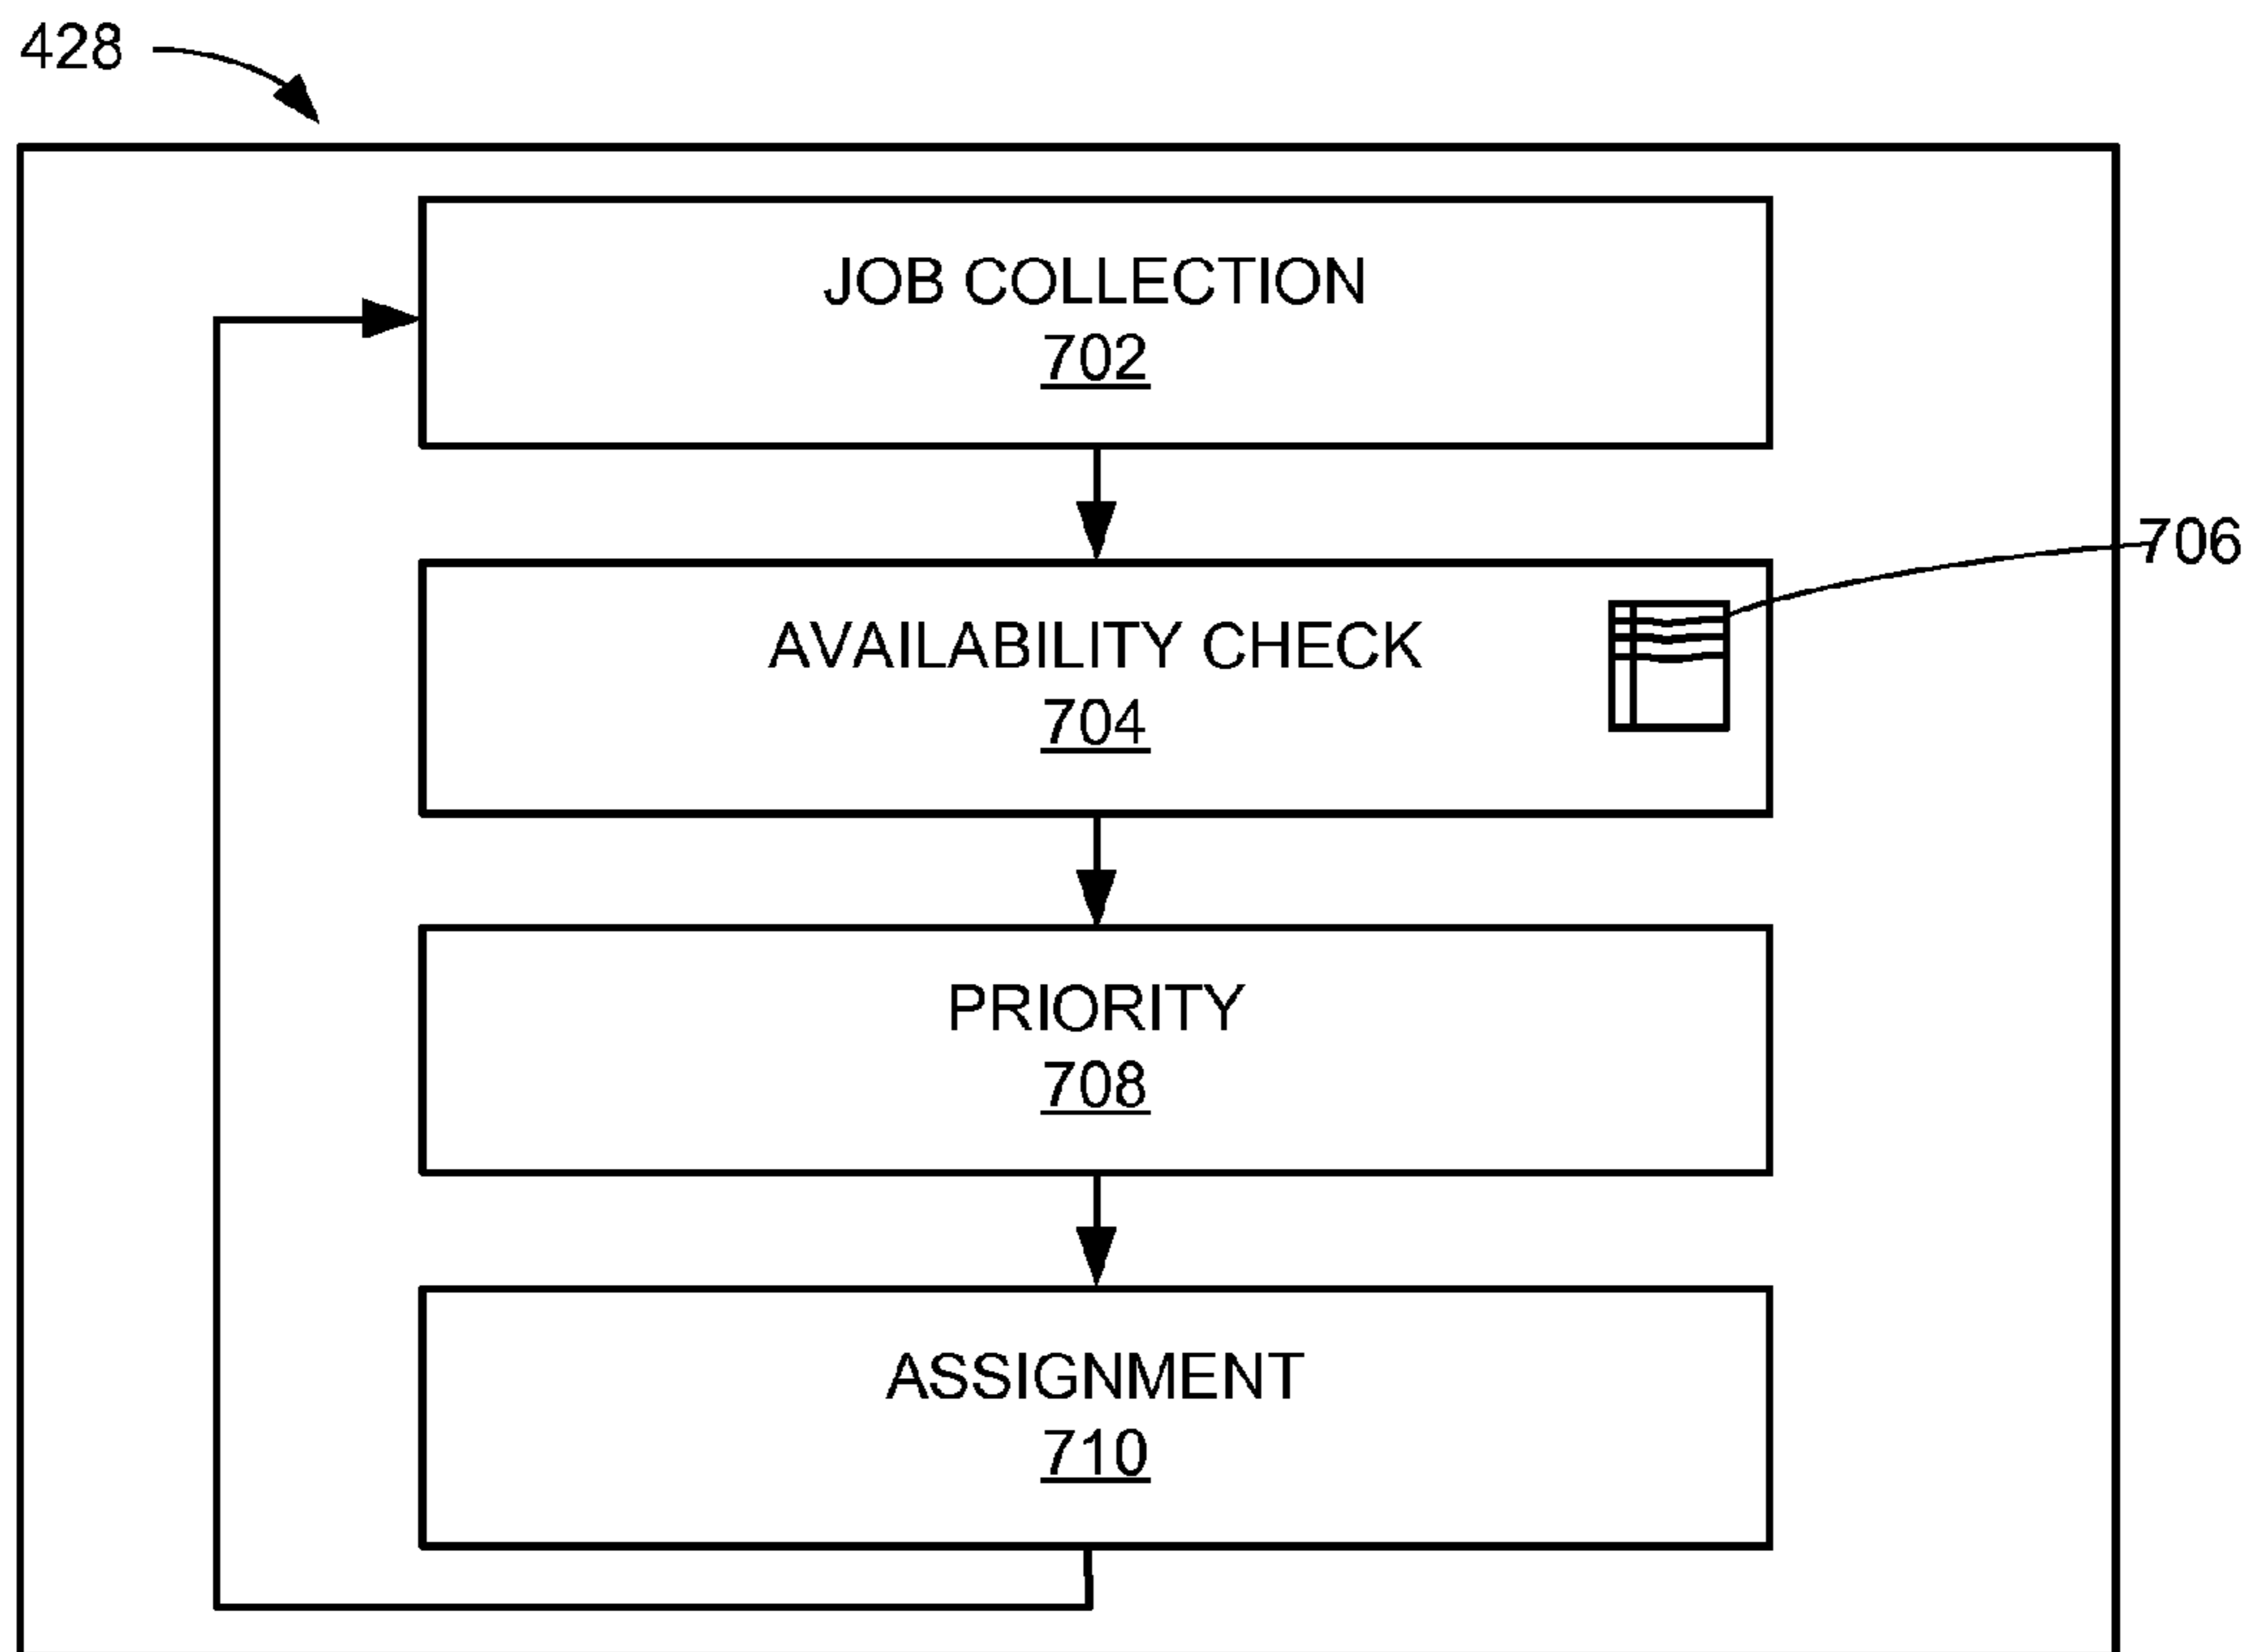 428
JOB COLLECTION
702
706
AVAILABILITY CHECK
704
PRIORITY
708
ASSIGNMENT
710